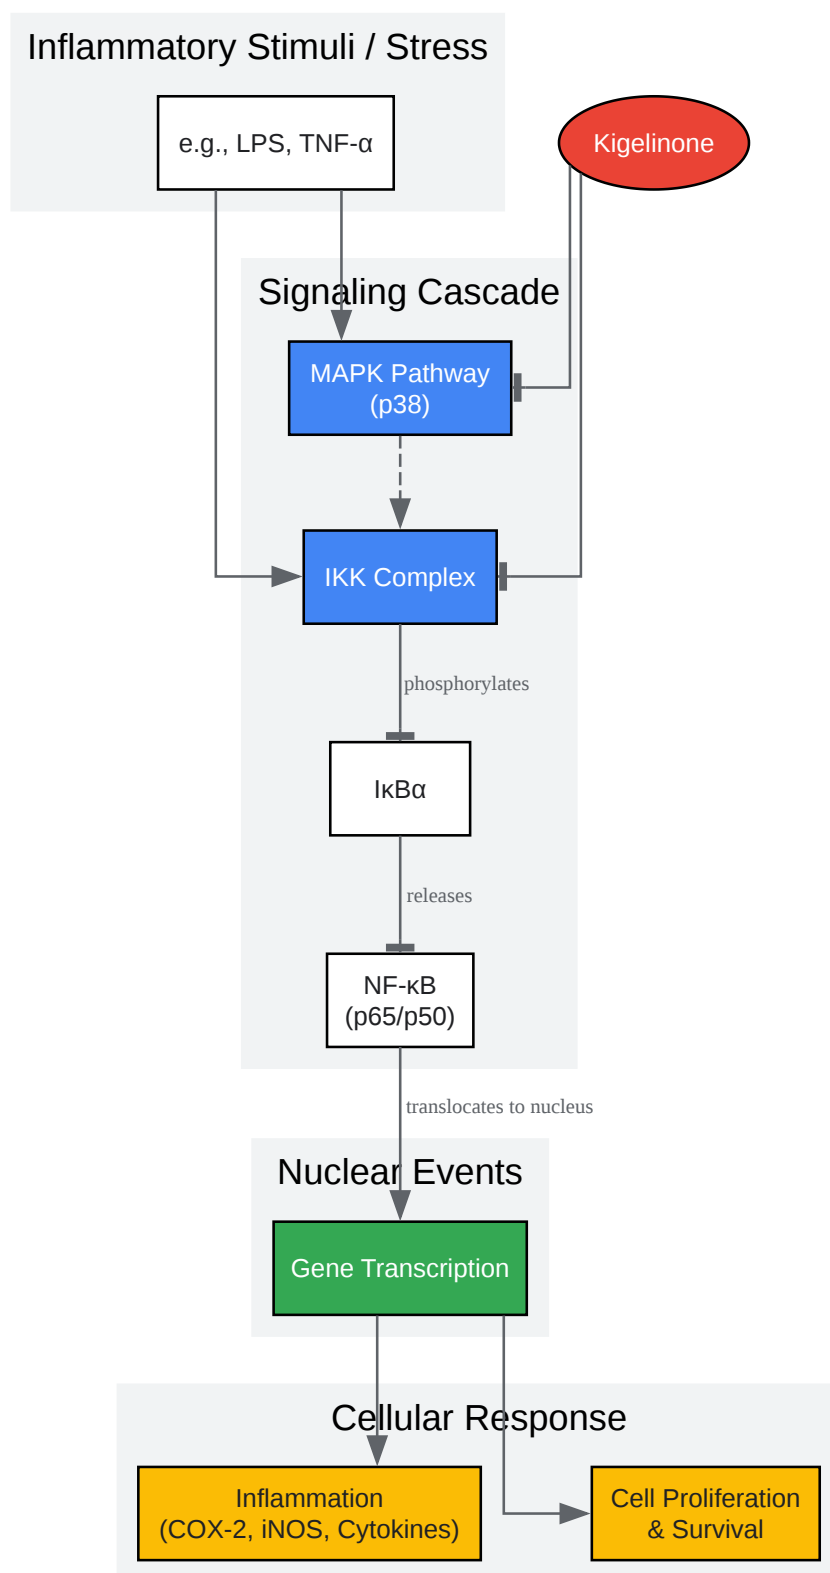 Inflammatory Stimuli / Stress
e.g., LPS, TNF-α
Kigelinone
Signaling Cascade
MAPK Pathway
(p38)
IKK Complex
phosphorylates
IκBα
releases
NF-κB
(p65/p50)
translocates to nucleus
Nuclear Events
Gene Transcription
Cellular Response
Inflammation
(COX-2, iNOS, Cytokines)
Cell Proliferation
& Survival